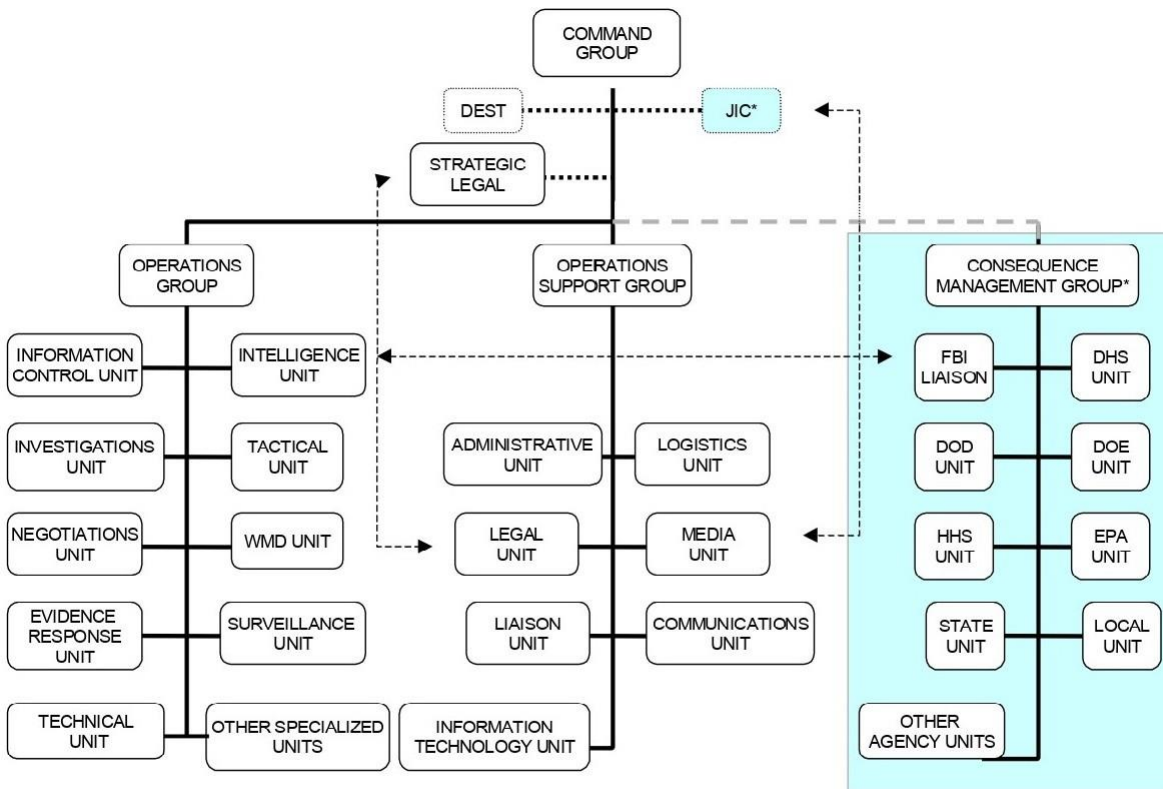 COMMAND
GROUP
DEST
JIC*
STRATEGIC
LEGAL
OPERATIONS
GROUP
OPERATIONS
SUPPORT GROUP
CONSEQUENCE
MANAGEMENT GROUP*
INFORMATION
CONTROL UNIT
INTELLIGENCE
UNIT
INVESTIGATIONS
UNIT
TACTICAL
UNIT
NEGOTIATIONS
UNIT
WMD UNIT
EVIDENCE
RESPONSE
UNIT
SURVEILLANCE
UNIT
TECHNICAL
UNIT
OTHER SPECIALIZED
UNITS
ADMINISTRATIVE
UNIT
LOGISTICS
UNIT
LEGAL
UNIT
MEDIA
UNIT
LIAISON
UNIT
COMMUNICATIONS
UNIT
INFORMATION
TECHNOLOGY UNIT
FBI
LIAISON
DHS
UNIT
DOD
UNIT
DOE
UNIT
HHS
UNIT
EPA
UNIT
STATE
UNIT
LOCAL
UNIT
OTHER
AGENCY UNITS